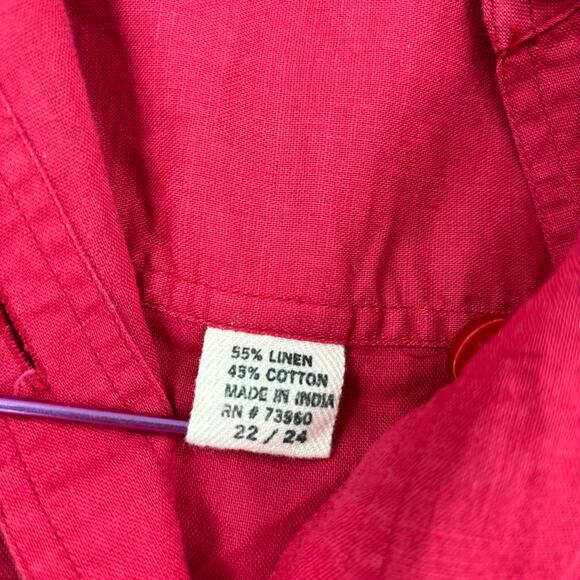 55% LINEN
45% COTTON
MADE IN INDIA
RN # 73960
22 / 24